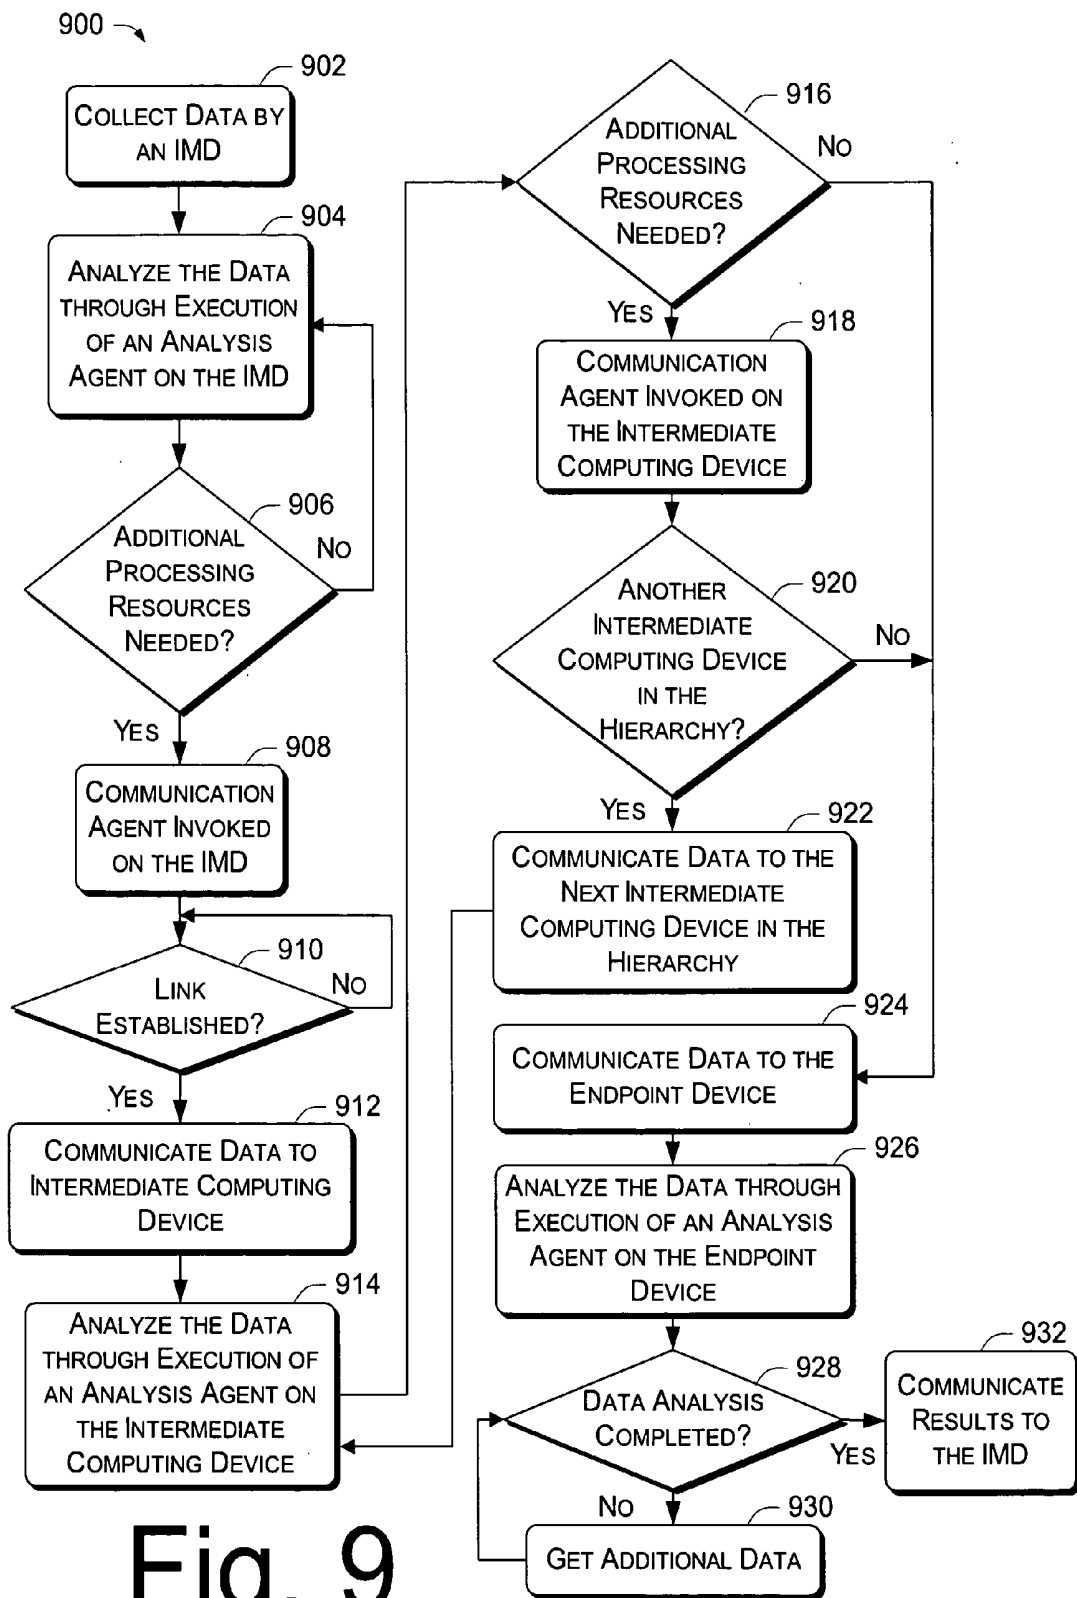 900
902
COLLECT DATA BY
AN IMD
904
ANALYZE THE DATA
THROUGH EXECUTION
OF AN ANALYSIS
AGENT ON THE IMD
906
ADDITIONAL
PROCESSING
RESOURCES
NEEDED?
NO
YES
908
COMMUNICATION
AGENT INVOKED
ON THE IMD
910
LINK
ESTABLISHED?
NO
YES
912
COMMUNICATE DATA TO
INTERMEDIATE COMPUTING
DEVICE
914
ANALYZE THE DATA
THROUGH EXECUTION OF
AN ANALYSIS AGENT ON
THE INTERMEDIATE
COMPUTING DEVICE
916
ADDITIONAL
PROCESSING
RESOURCES
NEEDED?
NO
YES
918
COMMUNICATION
AGENT INVOKED ON
THE INTERMEDIATE
COMPUTING DEVICE
920
ANOTHER
INTERMEDIATE
COMPUTING DEVICE
IN THE
HIERARCHY?
NO
YES
922
COMMUNICATE DATA TO THE
NEXT INTERMEDIATE
COMPUTING DEVICE IN THE
HIERARCHY
924
COMMUNICATE DATA TO THE
ENDPOINT DEVICE
926
ANALYZE THE DATA THROUGH
EXECUTION OF AN ANALYSIS
AGENT ON THE ENDPOINT
DEVICE
928
DATA ANALYSIS
COMPLETED?
YES
NO
930
GET ADDITIONAL DATA
932
COMMUNICATE
RESULTS TO
THE IMD
Fig. 9